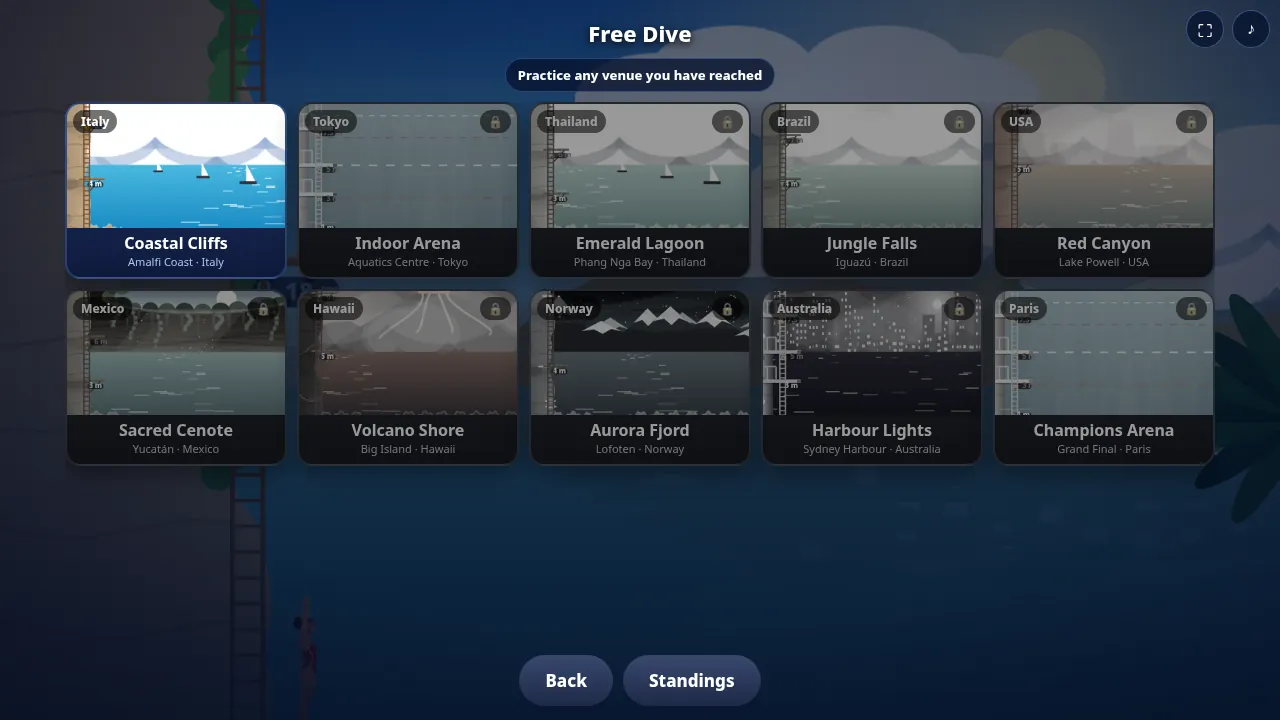 Free Dive
♪
Practice any venue you have reached
Italy
4 m
Coastal Cliffs
Amalfi Coast · Italy
Tokyo
Indoor Arena
Aquatics Centre · Tokyo
Thailand
3 m
Emerald Lagoon
Phang Nga Bay · Thailand
Brazil
4 m
Jungle Falls
Iguazú · Brazil
USA
3 m
Red Canyon
Lake Powell · USA
Mexico
6 m
3 m
Sacred Cenote
Yucatán · Mexico
Hawaii
5 m
Volcano Shore
Big Island · Hawaii
Norway
4 m
Aurora Fjord
Lofoten · Norway
Australia
5 m
3 m
Harbour Lights
Sydney Harbour · Australia
Paris
Champions Arena
Grand Final · Paris
Back
Standings